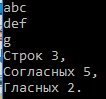 abc
def
g
Строк 3,
Согласных 5,
Гласных 2.